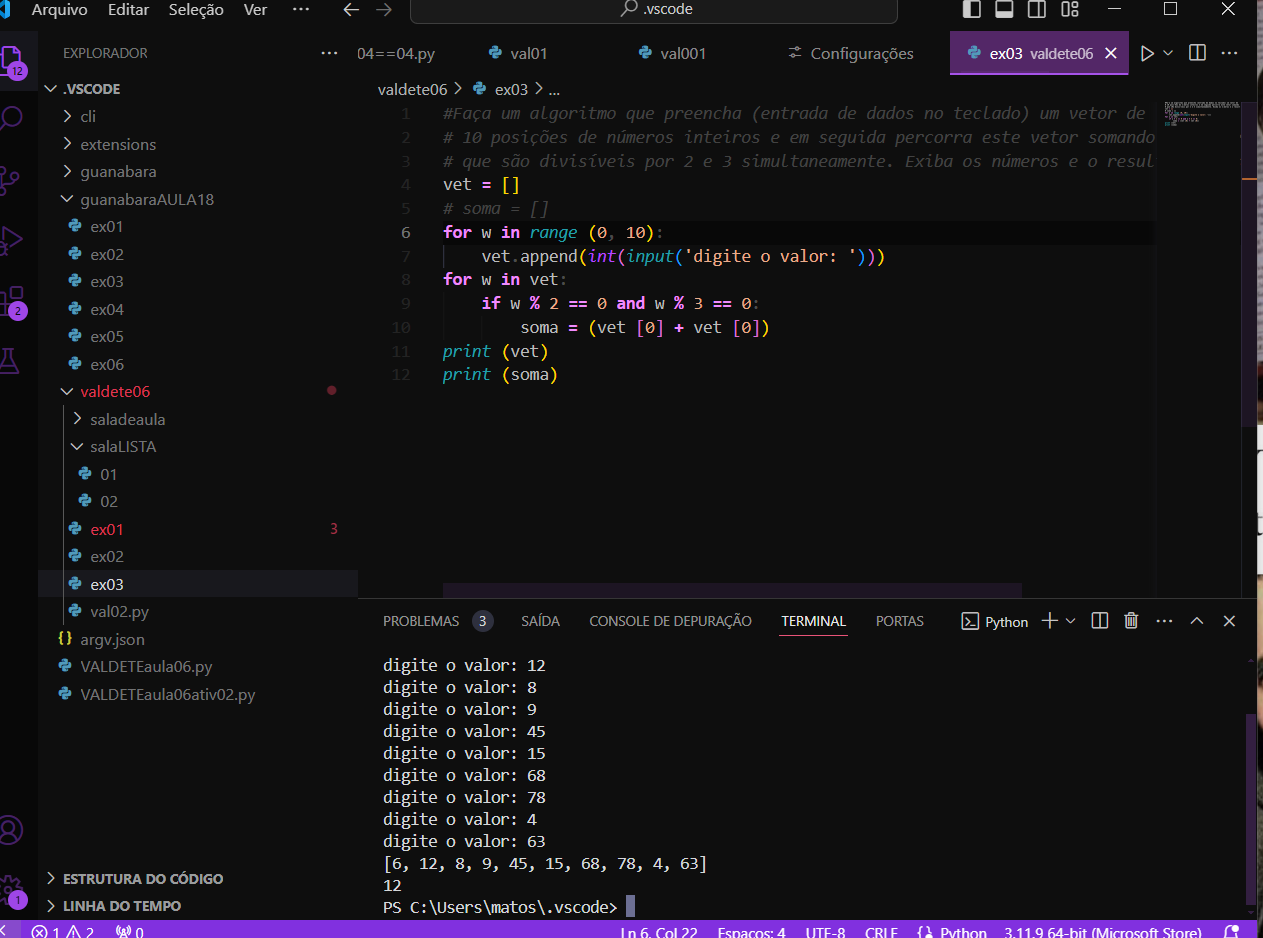 Arquivo Editar Seleção Ver ··· .vscode
EXPLORADOR ···
04==04.py val01 val001 Configurações ex03 valdete06
.VSCODE
valdete06 > ex03 > ...
cli
extensions
guanabara
guanabaraAULA18
ex01
ex02
ex03
ex04
ex05
ex06
valdete06
saladeaula
salaLISTA
01
02
ex01 3
ex02
ex03
val02.py
{} argv.json
VALDETEaula06.py
VALDETEaula06ativ02.py
ESTRUTURA DO CÓDIGO
LINHA DO TEMPO
12
2
1
1 #Faça um algoritmo que preencha (entrada de dados no teclado) um vetor de
2 # 10 posições de números inteiros e em seguida percorra este vetor somando
3 # que são divisíveis por 2 e 3 simultaneamente. Exiba os números e o resul
4 vet = []
5 # soma = []
6 for w in range (0, 10):
7 vet.append(int(input('digite o valor: ')))
8 for w in vet:
9 if w % 2 == 0 and w % 3 == 0:
10 soma = (vet [0] + vet [0])
11 print (vet)
12 print (soma)
PROBLEMAS 3 SAÍDA CONSOLE DE DEPURAÇÃO TERMINAL PORTAS Python
digite o valor: 12
digite o valor: 8
digite o valor: 9
digite o valor: 45
digite o valor: 15
digite o valor: 68
digite o valor: 78
digite o valor: 4
digite o valor: 63
[6, 12, 8, 9, 45, 15, 68, 78, 4, 63]
12
PS C:\Users\matos\.vscode>
1 2 0 Ln 6, Col 22 Espaços: 4 UTF-8 CRLF Python 3.11.9 64-bit (Microsoft Store)